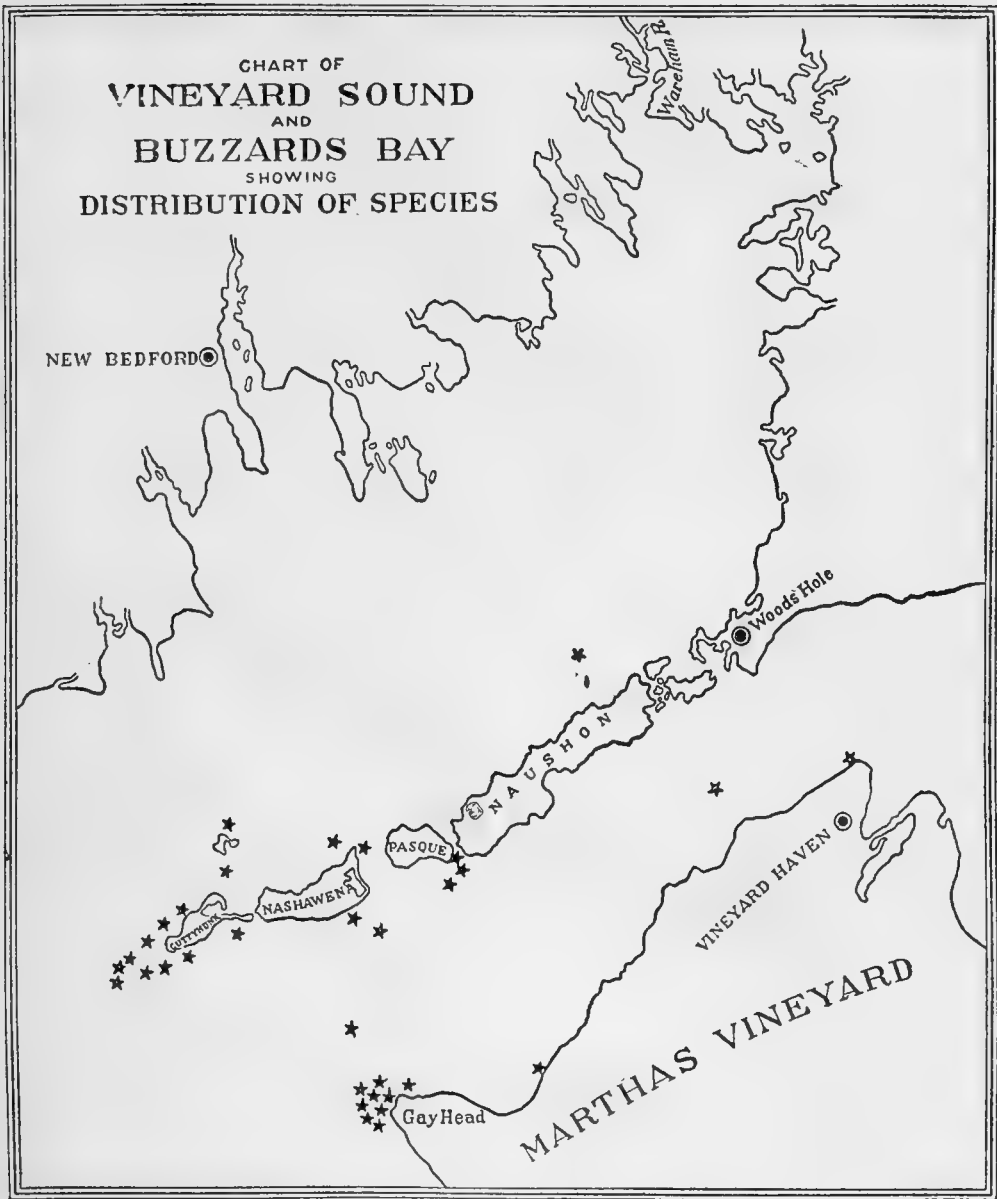 CHART OF
VINEYARD SOUND
AND
BUZZARDS BAY
SHOWING
DISTRIBUTION OF SPECIES
Wareham R.
NEW BEDFORD
Woods Hole
NAUSHON
PASQUE
NASHAWENA
CUTTYHUNK
VINEYARD HAVEN
MARTHAS VINEYARD
Gay Head